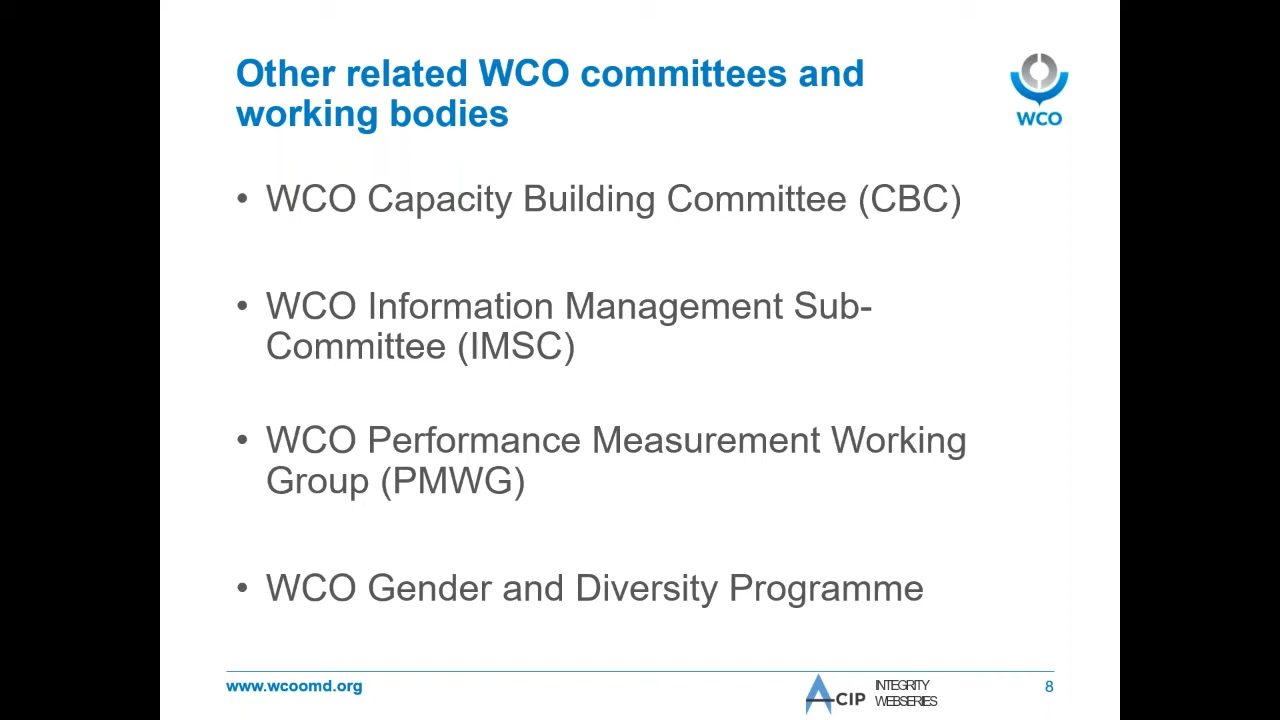 Other related WCO committees and
working bodies
WCO
• WCO Capacity Building Committee (CBC)
• WCO Information Management Sub-
Committee (IMSC)
• WCO Performance Measurement Working
Group (PMWG)
• WCO Gender and Diversity Programme
www.wcoomd.org
ACIP
INTEGRITY
WEBSERIES
8